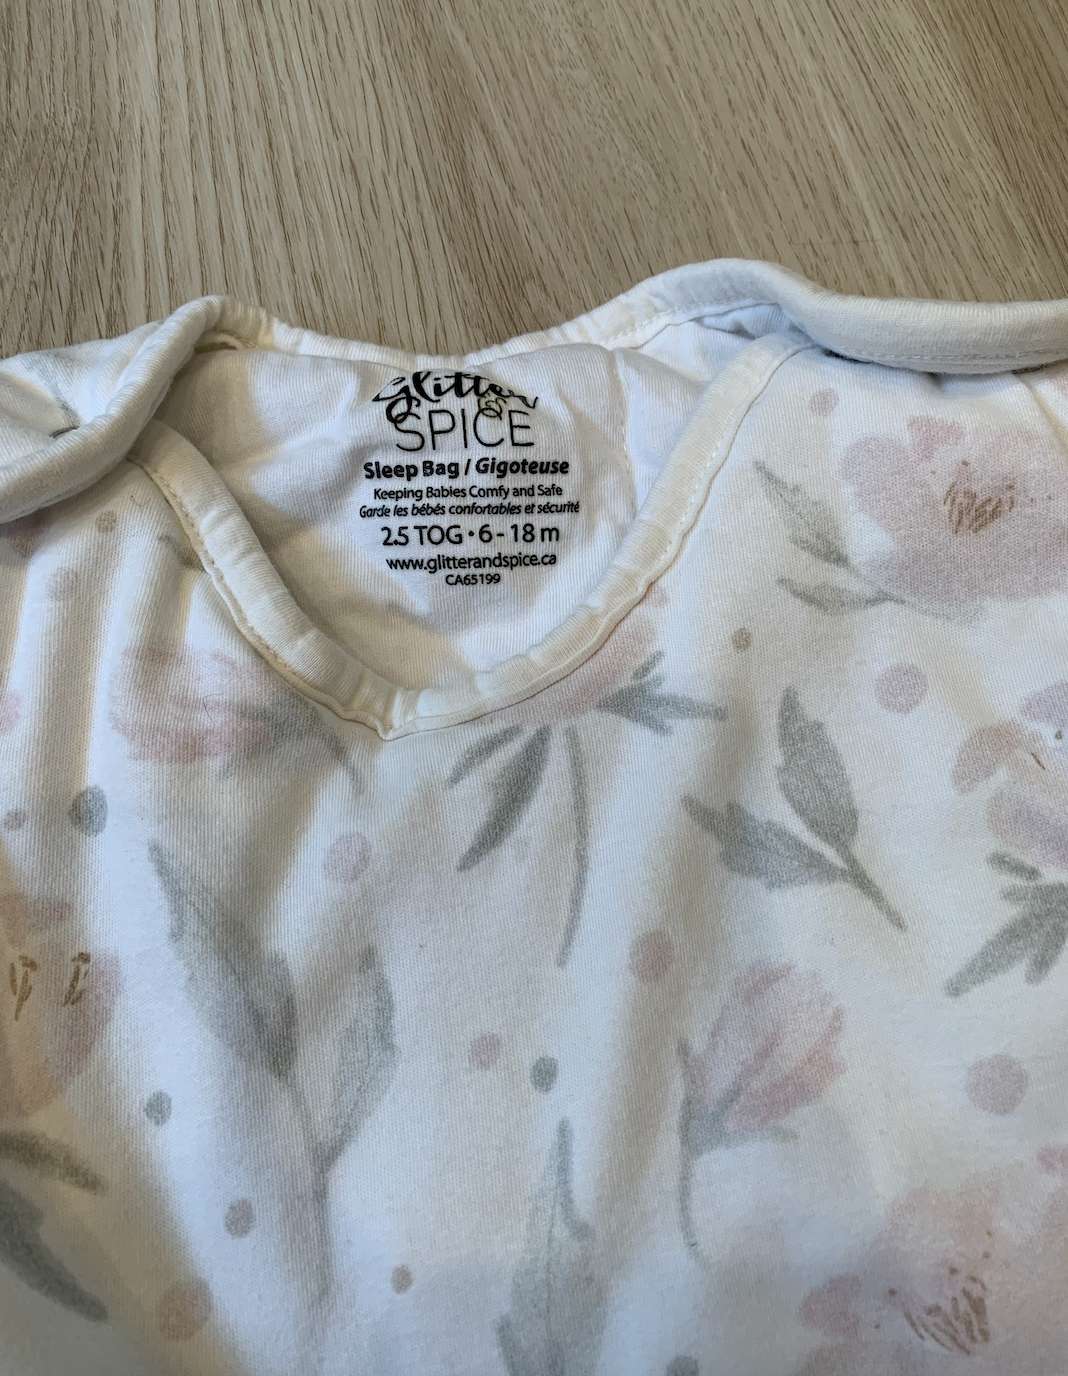 Glitter
&
SPICE
Sleep Bag / Gigoteuse
Keeping Babies Comfy and Safe
Garde les bébés confortables et sécurité
2.5 TOG • 6 - 18 m
www.glitterandspice.ca
CA65199